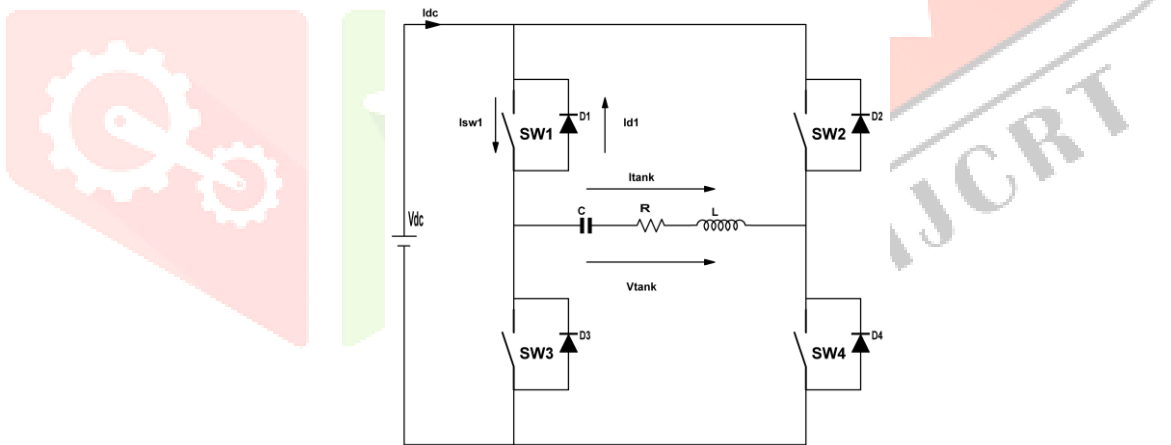 Idc
Isw1
SW1
D1
Id1
SW2
D2
Itank
C
R
L
Vdc
Vtank
SW3
D3
SW4
D4
IJCRT